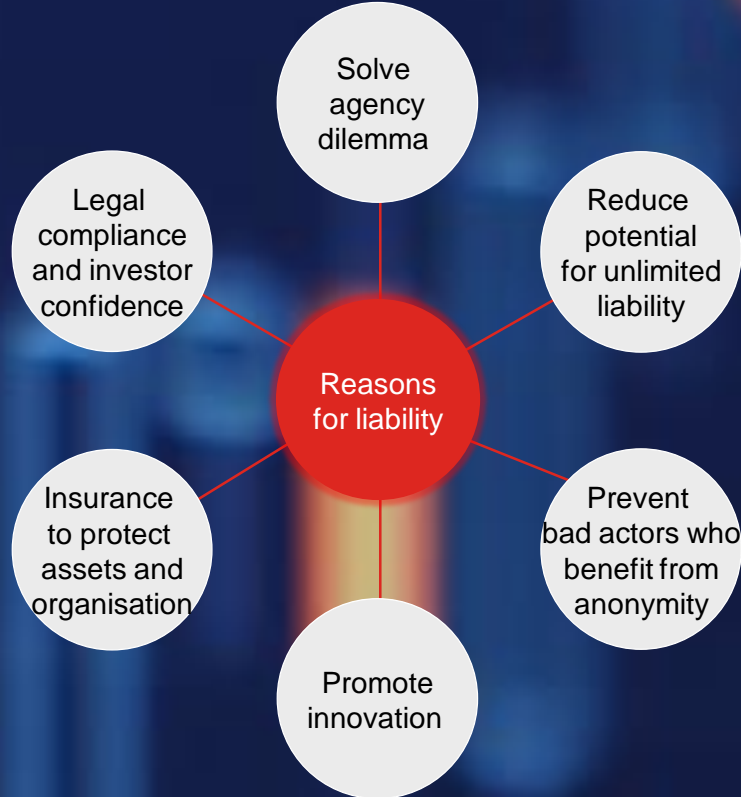 Solve
agency
dilemma
Legal
compliance
and investor
confidence
Reduce
potential
for unlimited
liability
Reasons
for liability
Insurance
to protect
assets and
organisation
Prevent
bad actors who
benefit from
anonymity
Promote
innovation